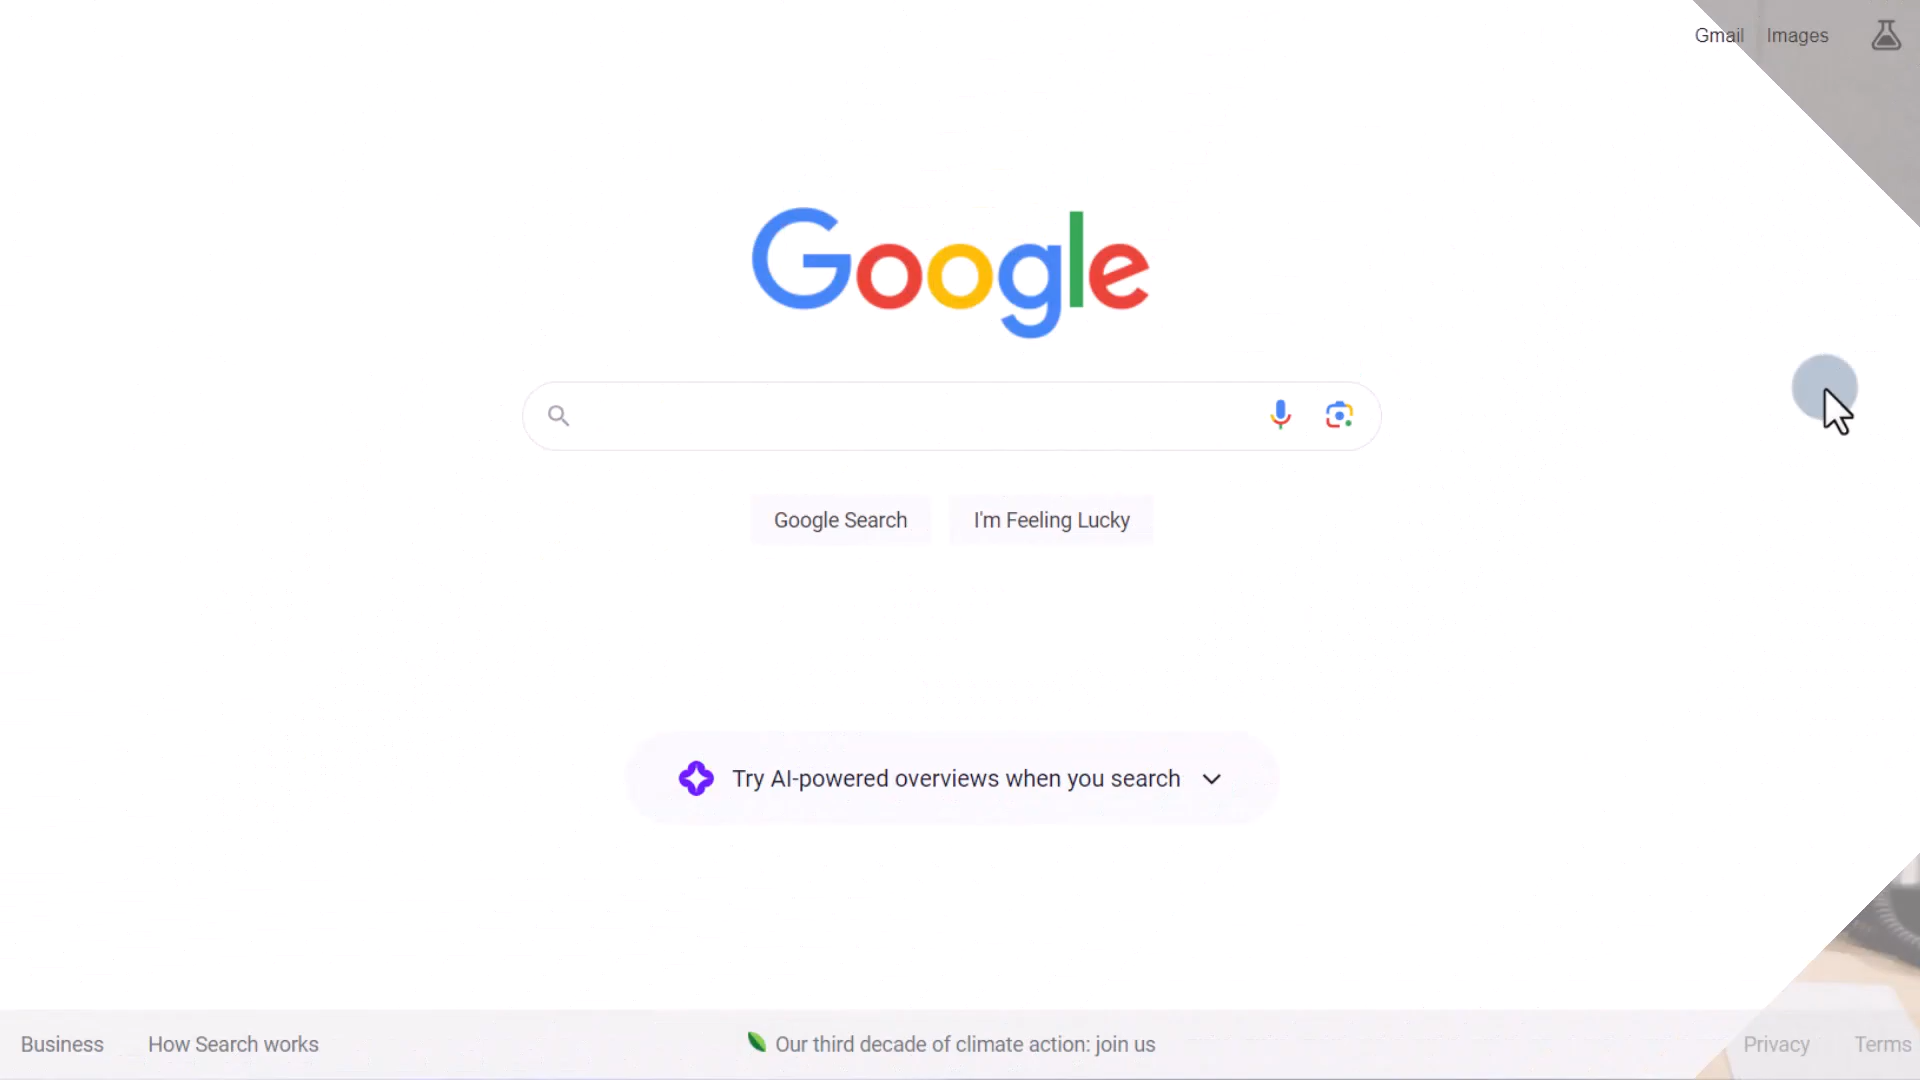 Gmail Images
Google
Google Search I'm Feeling Lucky
Try AI-powered overviews when you search
Business How Search works Our third decade of climate action: join us Privacy Terms